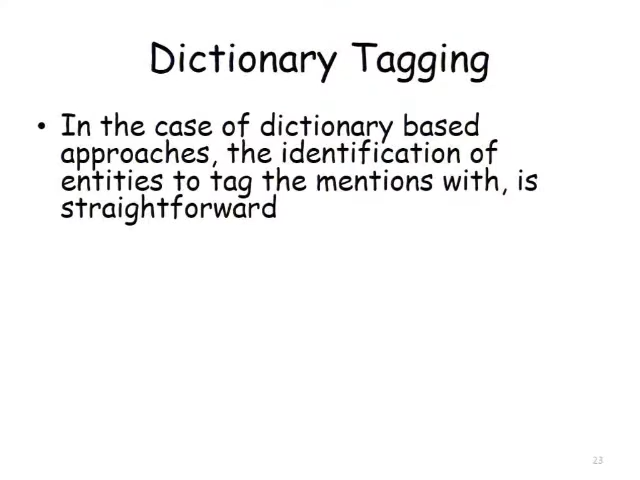 Dictionary Tagging
• In the case of dictionary based
approaches, the identification of
entities to tag the mentions with, is
straightforward
23